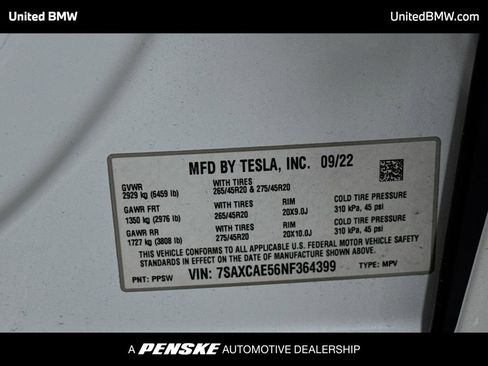 United BMW
UnitedBMW.com
MFD BY TESLA, INC. 09/22
GVWR
2929 kg (6459 lb)
WITH TIRES
265/45R20 & 275/45R20
GAWR FRT
1350 kg (2976 lb)
WITH TIRES
265/45R20
RIM
20X9.0J
COLD TIRE PRESSURE
310 kPa, 45 psi
GAWR RR
1727 kg (3808 lb)
WITH TIRES
275/45R20
RIM
20X10.0J
COLD TIRE PRESSURE
310 kPa, 45 psi
THIS VEHICLE CONFORMS TO ALL APPLICABLE U.S. FEDERAL MOTOR VEHICLE SAFETY
STANDARDS IN EFFECT ON THE DATE OF MANUFACTURE SHOWN ABOVE.
PNT: PPSW
VIN: 7SAXCAE56NF364399
TYPE: MPV
A PENSKE AUTOMOTIVE DEALERSHIP